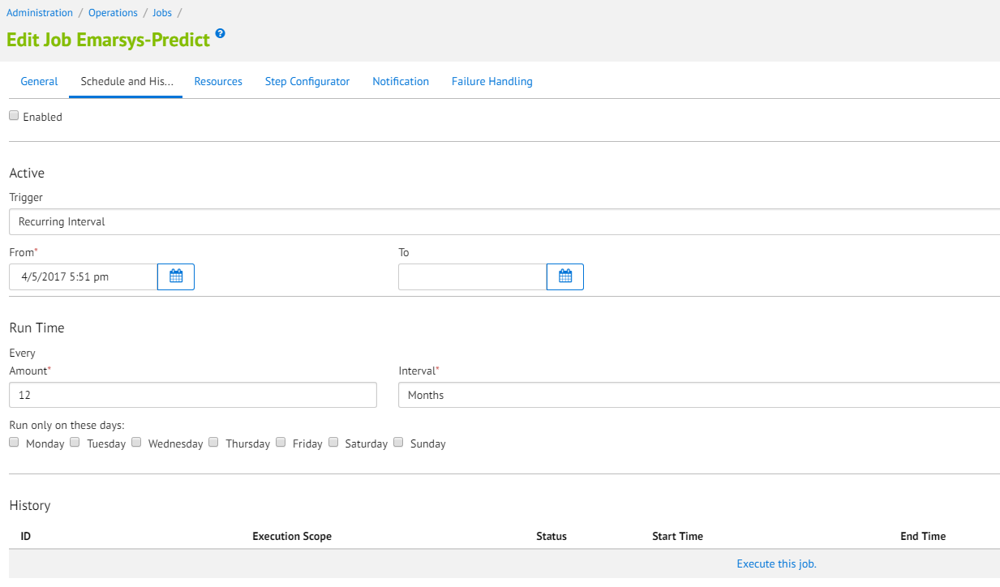 Administration / Operations / Jobs /
Edit Job Emarsys-Predict ?
General Schedule and His... Resources Step Configurator Notification Failure Handling
Enabled
Active
Trigger
Recurring Interval
From* To
4/5/2017 5:51 pm
Run Time
Every
Amount* Interval*
12 Months
Run only on these days:
Monday Tuesday Wednesday Thursday Friday Saturday Sunday
History
ID Execution Scope Status Start Time End Time
Execute this job.